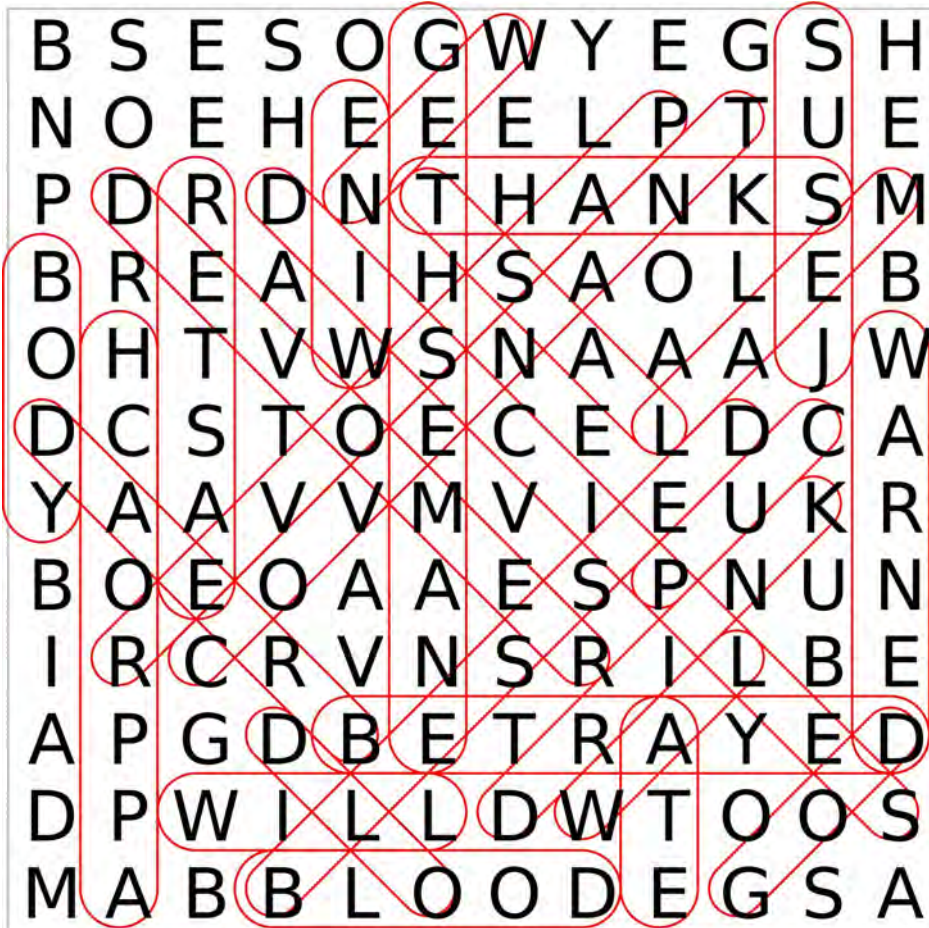 B S E S O G W Y E G S H
N O E H E E E L P T U E
P D R D N T H A N K S M
B R E A I H S A O L E B
O H T V W S N A A A J W
D C S T O E C E L D C A
Y A A V V M V I E U K R
B O E O A A E S P N U N
I R C R V N S R I L B E
A P G D B E T R A Y E D
D P W I L L D W T O O S
M A B B L O O D E G S A